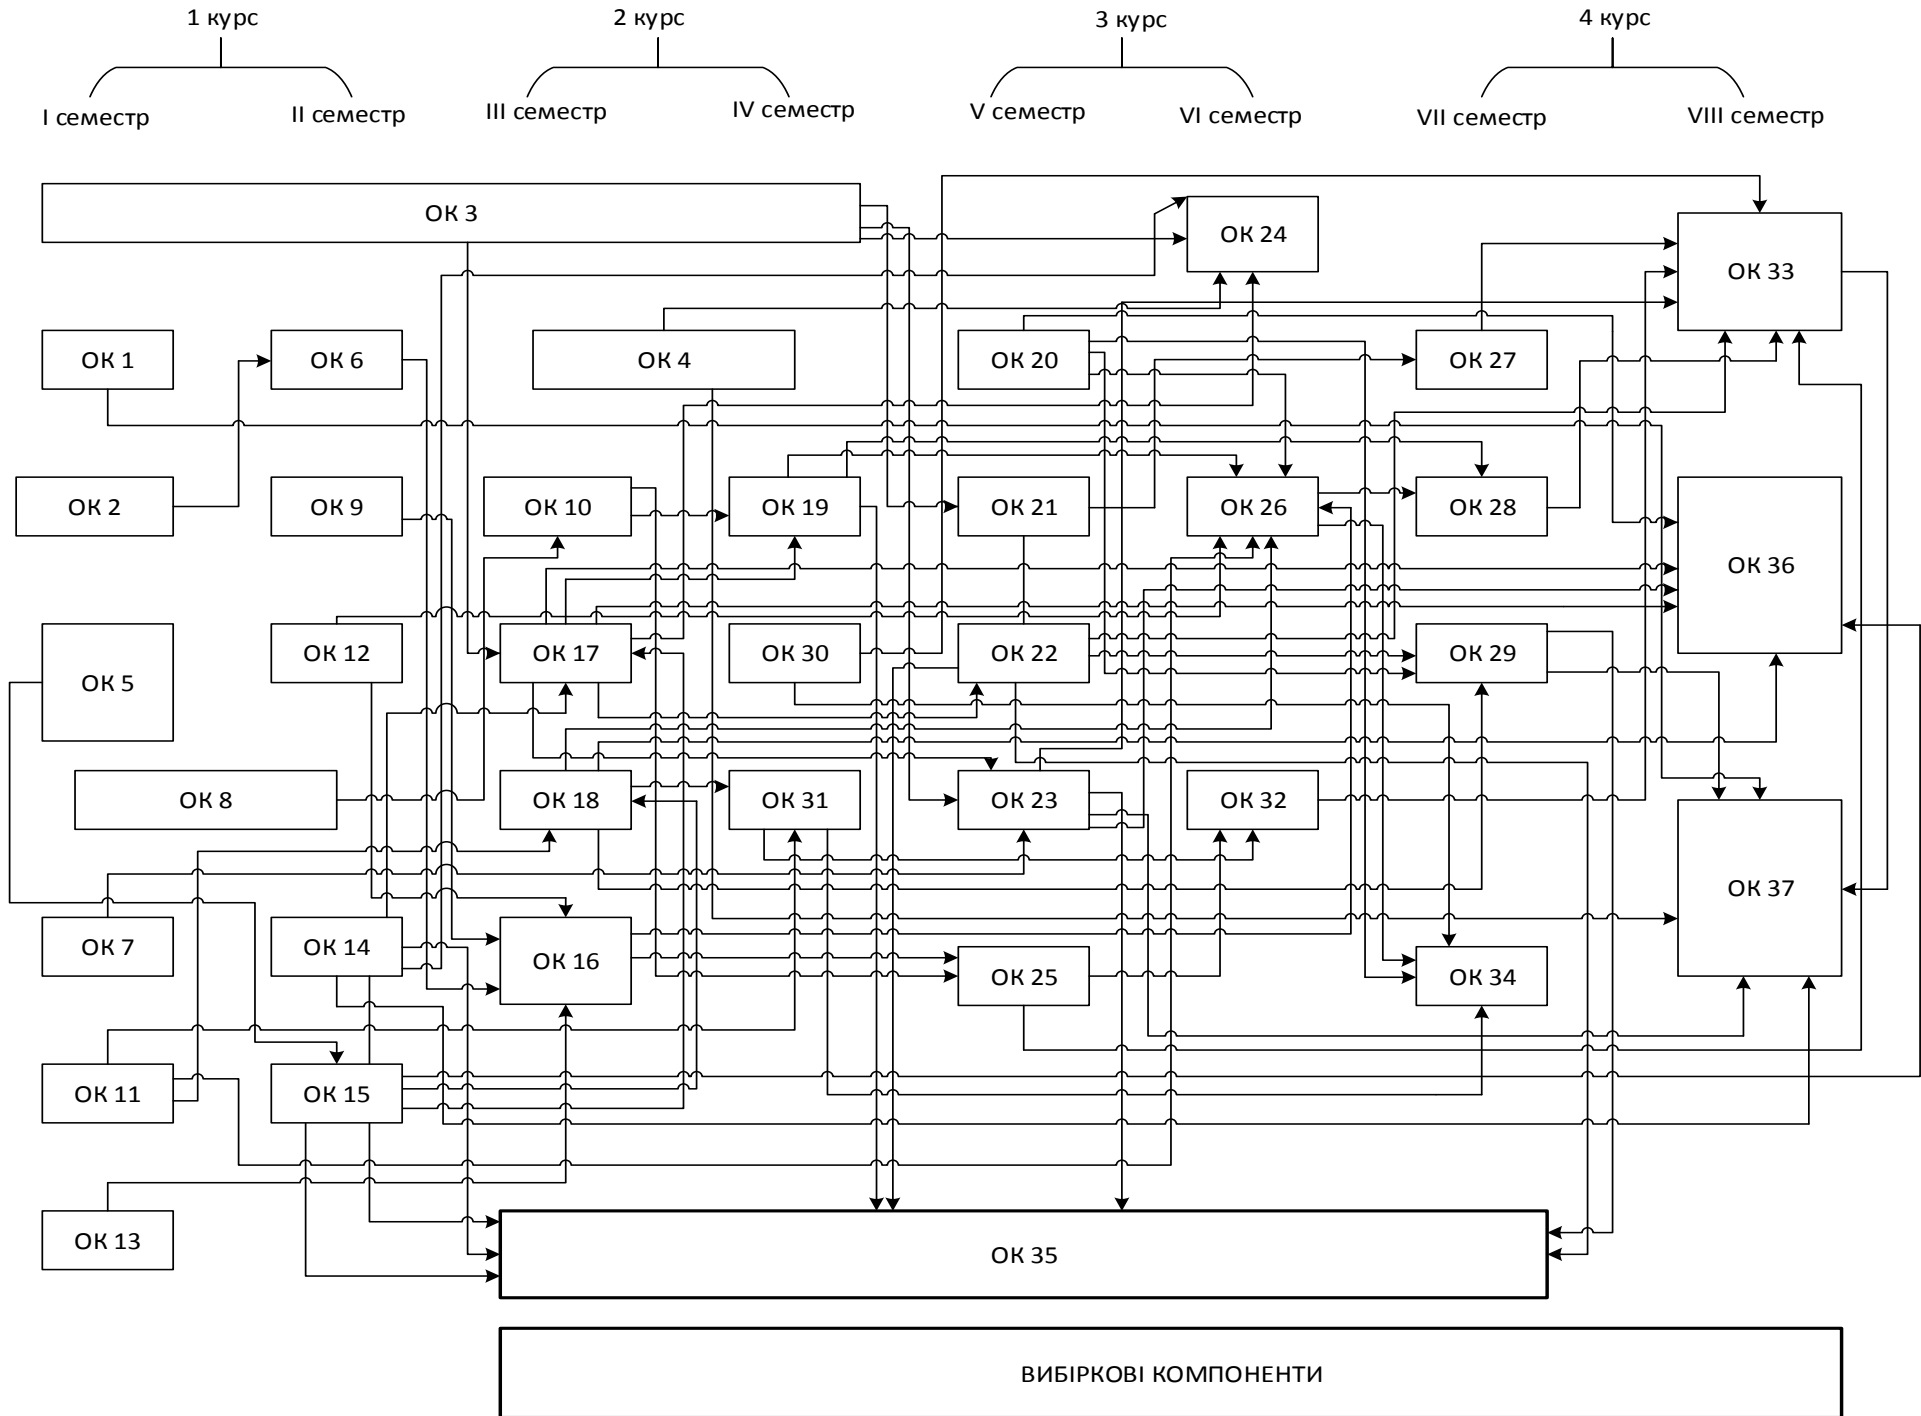 1 курс
2 курс
3 курс
4 курс
I семестр
II семестр
III семестр
IV семестр
V семестр
VI семестр
VII семестр
VIII семестр
ОК 3
ОК 24
ОК 33
ОК 1
ОК 6
ОК 4
ОК 20
ОК 27
ОК 2
ОК 9
ОК 10
ОК 19
ОК 21
ОК 26
ОК 28
ОК 36
ОК 5
ОК 12
ОК 17
ОК 30
ОК 22
ОК 29
ОК 8
ОК 18
ОК 31
ОК 23
ОК 32
ОК 37
ОК 7
ОК 14
ОК 16
ОК 25
ОК 34
ОК 11
ОК 15
ОК 13
ОК 35
ВИБІРКОВІ КОМПОНЕНТИ